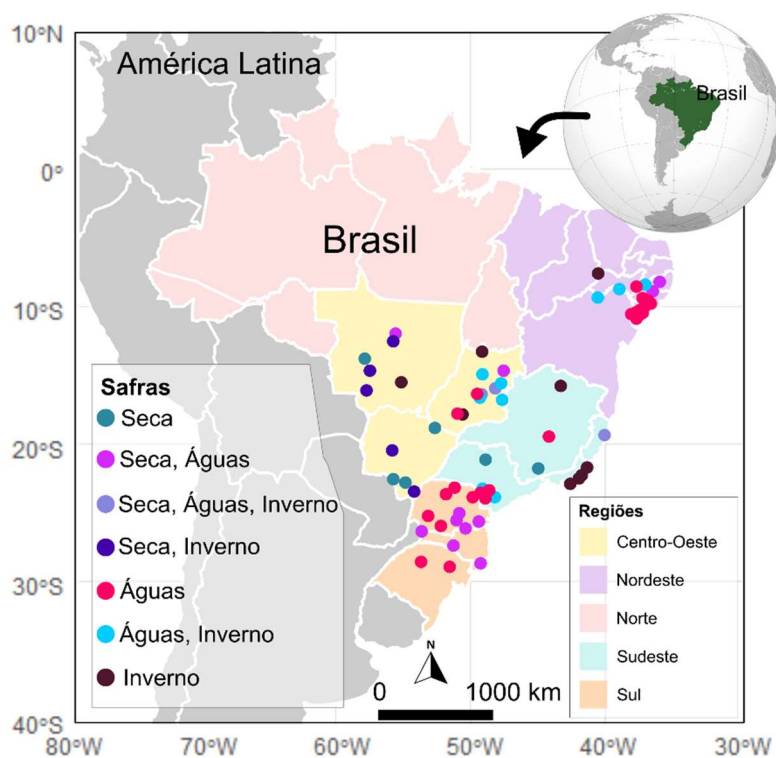 10°N
América Latina
Brasil
0°
Brasil
10°S
Safras
Seca
Seca, Águas
Seca, Águas, Inverno
Seca, Inverno
Águas
Águas, Inverno
Inverno
20°S
30°S
40°S
Regiões
Centro-Oeste
Nordeste
Norte
Sudeste
Sul
N
0 1000 km
80°W 70°W 60°W 50°W 40°W 30°W